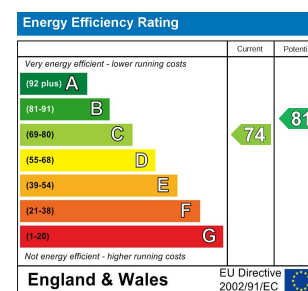 Energy Efficiency Rating
Current Potenti
Very energy efficient - lower running costs
(92 plus) A
(81-91) B
81
(69-80) C
74
(55-68) D
(39-54) E
(21-38) F
(1-20) G
Not energy efficient - higher running costs
England & Wales
EU Directive
2002/91/EC